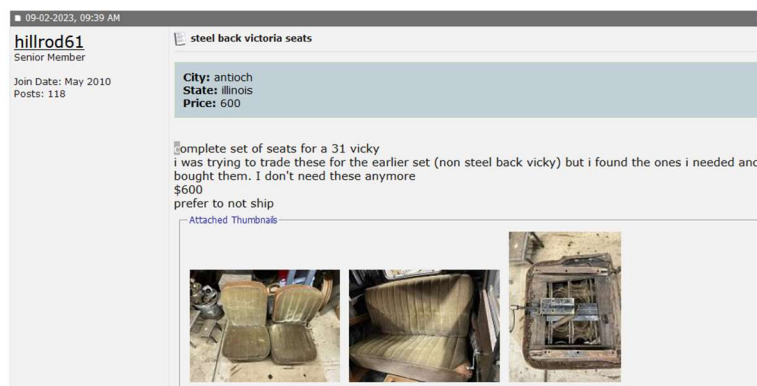 09-02-2023, 09:39 AM
hillrod61
Senior Member
Join Date: May 2010
Posts: 118
steel back victoria seats
City: antioch
State: illinois
Price: 600
omplete set of seats for a 31 vicky
i was trying to trade these for the earlier set (non steel back vicky) but i found the ones i needed and
bought them. I don't need these anymore
$600
prefer to not ship
Attached Thumbnails